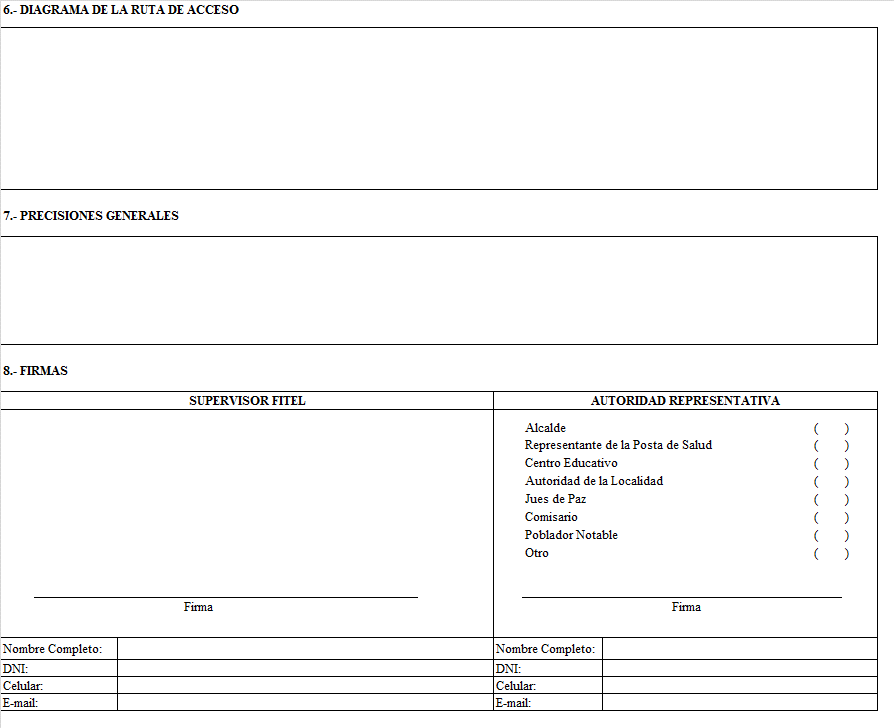 6.- DIAGRAMA DE LA RUTA DE ACCESO
7.- PRECISIONES GENERALES
8.- FIRMAS
SUPERVISOR FITEL
AUTORIDAD REPRESENTATIVA
Alcalde ( )
Representante de la Posta de Salud ( )
Centro Educativo ( )
Autoridad de la Localidad ( )
Jues de Paz ( )
Comisario ( )
Poblador Notable ( )
Otro ( )
Firma
Firma
Nombre Completo:
Nombre Completo:
DNI:
DNI:
Celular:
Celular:
E-mail:
E-mail: